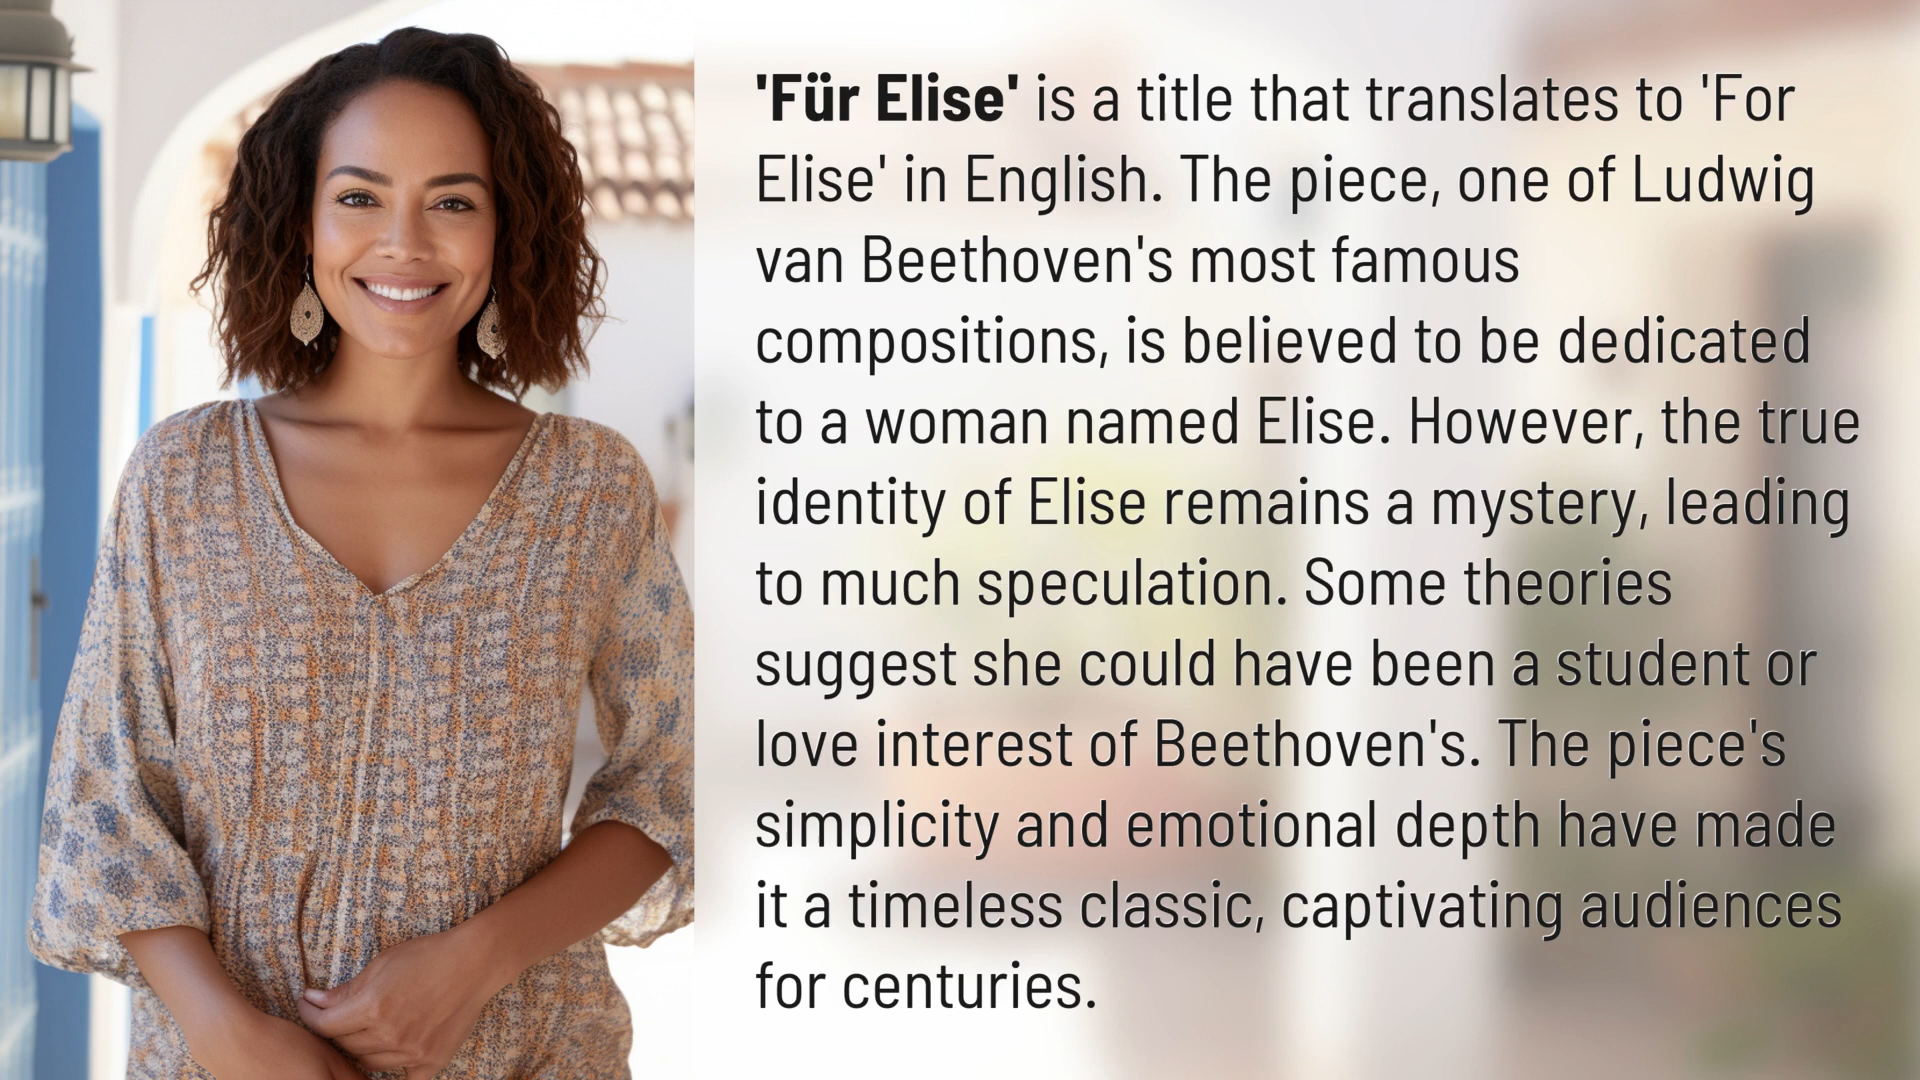 'Für Elise' is a title that translates to 'For
Elise' in English. The piece, one of Ludwig
van Beethoven's most famous
compositions, is believed to be dedicated
to a woman named Elise. However, the true
identity of Elise remains a mystery, leading
to much speculation. Some theories
suggest she could have been a student or
love interest of Beethoven's. The piece's
simplicity and emotional depth have made
it a timeless classic, captivating audiences
for centuries.